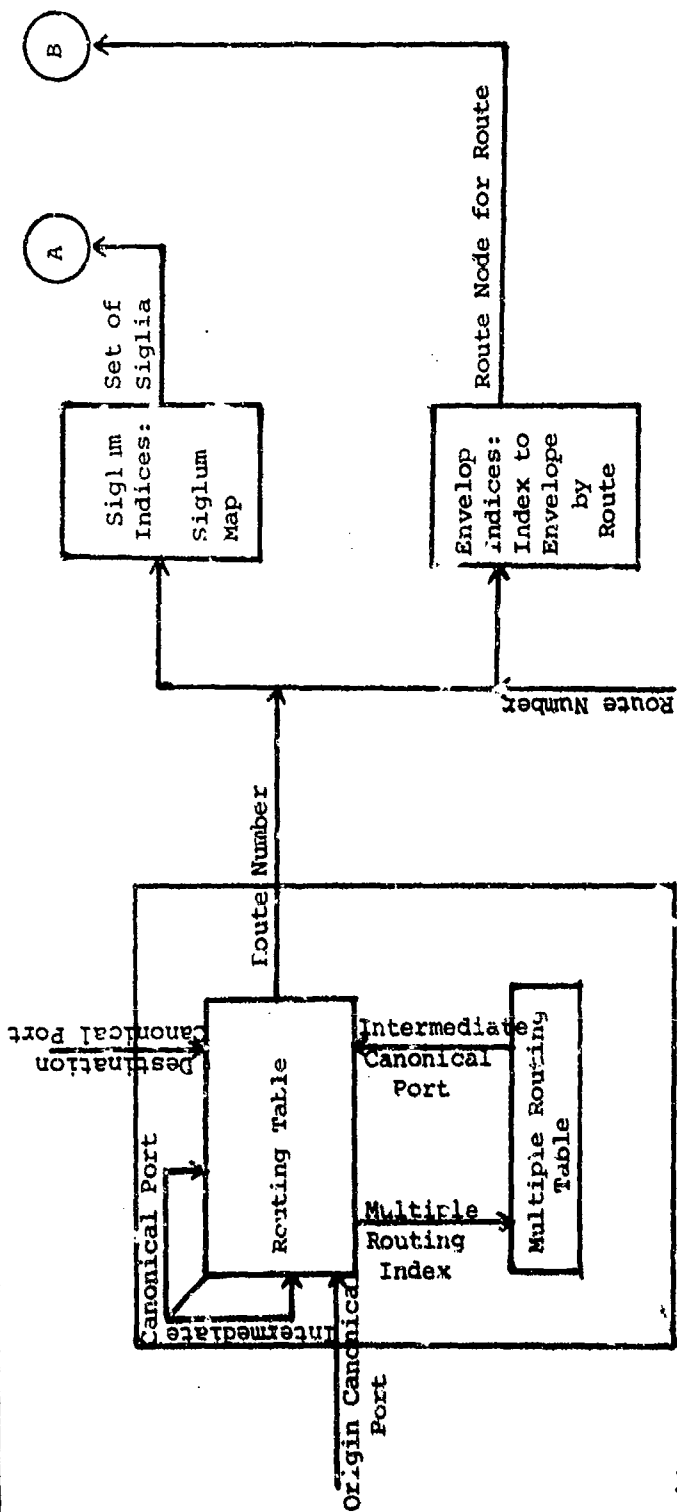 B
A
Set of
Siglia
Siglum
Indices:
Siglum
Map
Route Node for Route
Envelop
Indices:
Index to
Envelope
by
Route
Route Number
Route Number
Destination
Canonical Port
Canonical Port
Intermediate
Routing Table
Intermediate
Canonical
Port
Multiple
Routing
Index
Multiple Routing
Table
Origin Canonical
Port